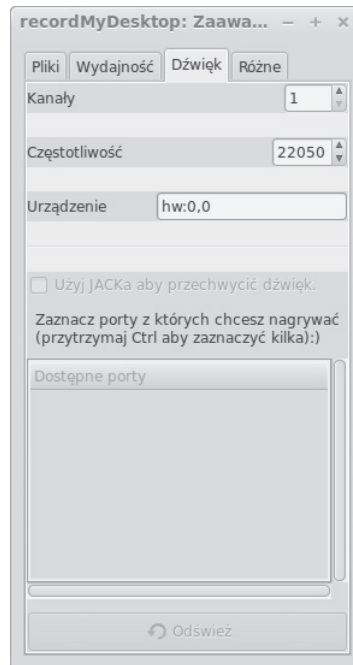 recordMyDesktop: Zaawa...
Pliki Wydajność Dźwięk Różne
Kanały 1
Częstotliwość 22050
Urządzenie hw:0,0
Użyj JACKa aby przechwycić dźwięk.
Zaznacz porty z których chcesz nagrywać
(przytrzymaj Ctrl aby zaznaczyć kilka):)
Dostępne porty
Odśwież